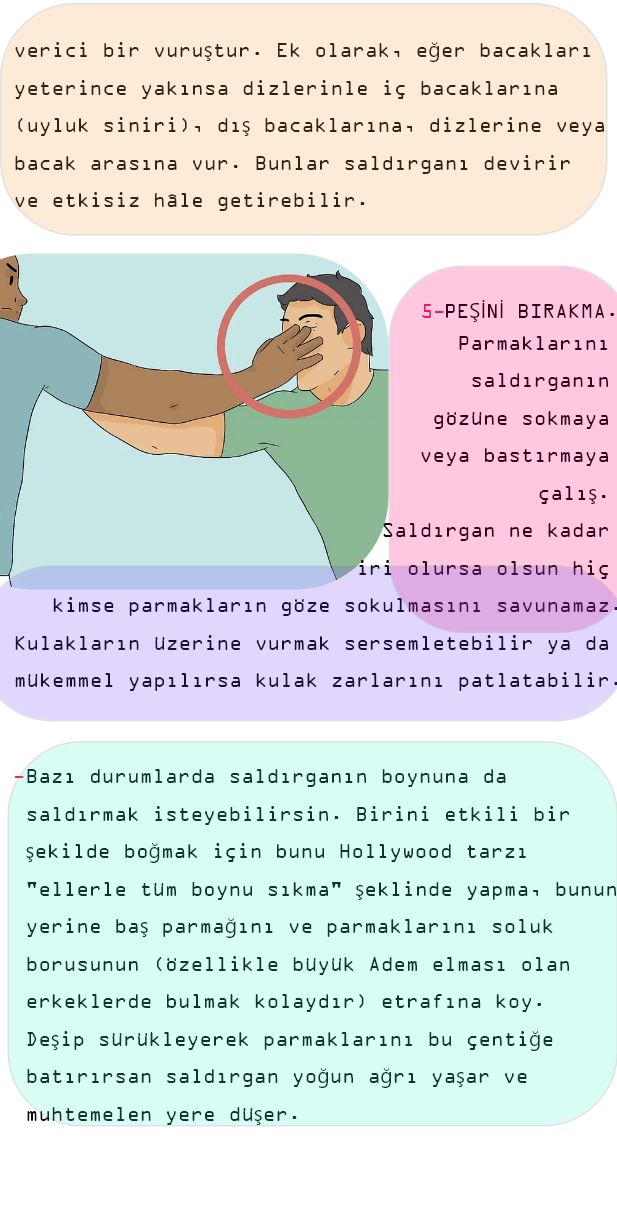 verici bir vuruştur. Ek olarak, eğer bacakları
yeterince yakınsa dizlerinle iç bacaklarına
(uyluk siniri), dış bacaklarına, dizlerine veya
bacak arasına vur. Bunlar saldırganı devirir
ve etkisiz hâle getirebilir.
5-PEŞİNİ BIRAKMA.
Parmaklarını
saldırganın
gözüne sokmaya
veya bastırmaya
çalış.
Saldırgan ne kadar
iri olursa olsun hiç
kimse parmakların göze sokulmasını savunamaz.
Kulakların üzerine vurmak sersemletebilir ya da
mükemmel yapılırsa kulak zarlarını patlatabilir.
-Bazı durumlarda saldırganın boynuna da
saldırmak isteyebilirsin. Birini etkili bir
şekilde boğmak için bunu Hollywood tarzı
"ellerle tüm boynu sıkma" şeklinde yapma, bunun
yerine baş parmağını ve parmaklarını soluk
borusunun (özellikle büyük Adem elması olan
erkeklerde bulmak kolaydır) etrafına koy.
Deşip sürükleyerek parmaklarını bu çentiğe
batırırsan saldırgan yoğun ağrı yaşar ve
muhtemelen yere düşer.